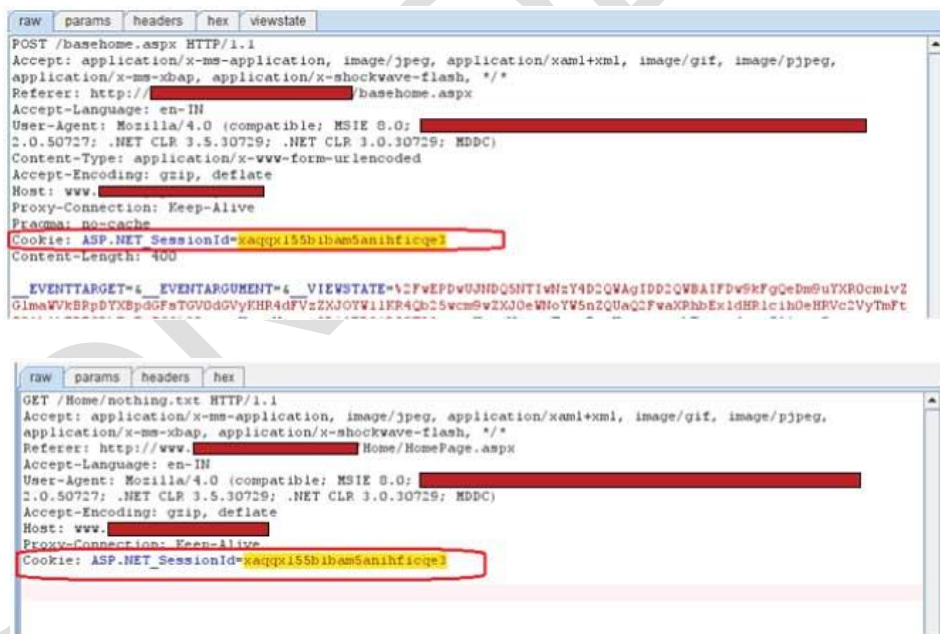 raw params headers hex viewstate
POST /basehome.aspx HTTP/1.1
Accept: application/x-ms-application, image/jpeg, application/xaml+xml, image/gif, image/pjpeg,
application/x-ms-xbap, application/x-shockwave-flash, */*
Referer: http:// /basehome.aspx
Accept-Language: en-IN
User-Agent: Mozilla/4.0 (compatible; MSIE 8.0;
2.0.50727; .NET CLR 3.5.30729; .NET CLR 3.0.30729; MDDC)
Content-Type: application/x-www-form-urlencoded
Accept-Encoding: gzip, deflate
Host: www.
Proxy-Connection: Keep-Alive
Pragma: no-cache
Cookie: ASP.NET_SessionId=xaqqxi55bibam5anihficqe3
Content-Length: 400
__EVENTTARGET=&__EVENTARGUMENT=&__VIEWSTATE=
raw params headers hex
GET /Home/nothing.txt HTTP/1.1
Accept: application/x-ms-application, image/jpeg, application/xaml+xml, image/gif, image/pjpeg,
application/x-ms-xbap, application/x-shockwave-flash, */*
Referer: http://www. Home/HomePage.aspx
Accept-Language: en-IN
User-Agent: Mozilla/4.0 (compatible; MSIE 8.0;
2.0.50727; .NET CLR 3.5.30729; .NET CLR 3.0.30729; MDDC)
Accept-Encoding: gzip, deflate
Host: www.
Proxy-Connection: Keep-Alive
Cookie: ASP.NET_SessionId=xaqqxi55bibam5anihficqe3